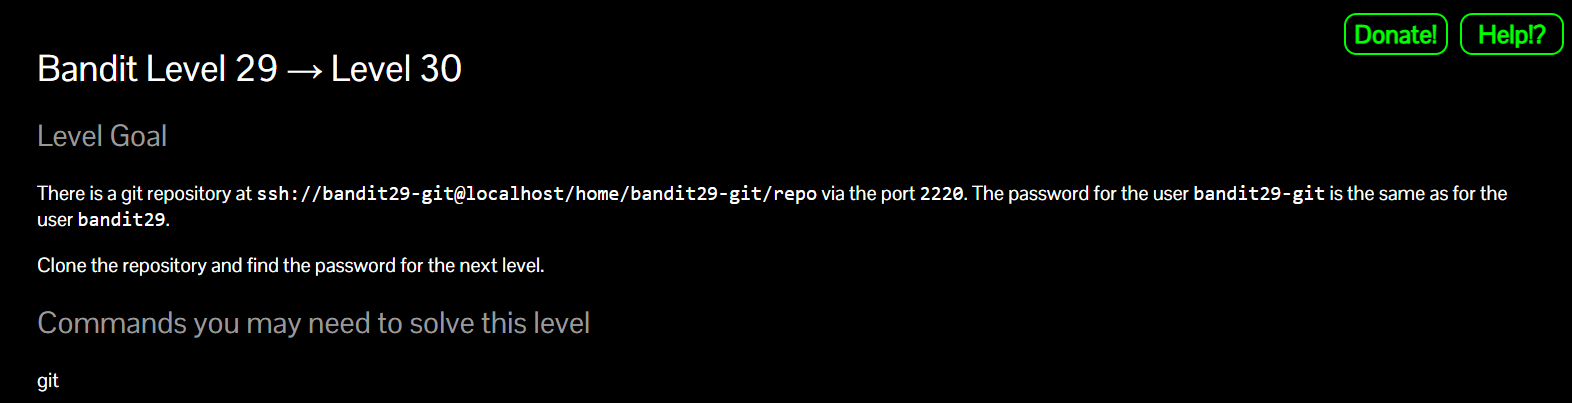 Donate! Help!?
Bandit Level 29 → Level 30
Level Goal
There is a git repository at ssh://bandit29-git@localhost/home/bandit29-git/repo via the port 2220. The password for the user bandit29-git is the same as for the
user bandit29.
Clone the repository and find the password for the next level.
Commands you may need to solve this level
git